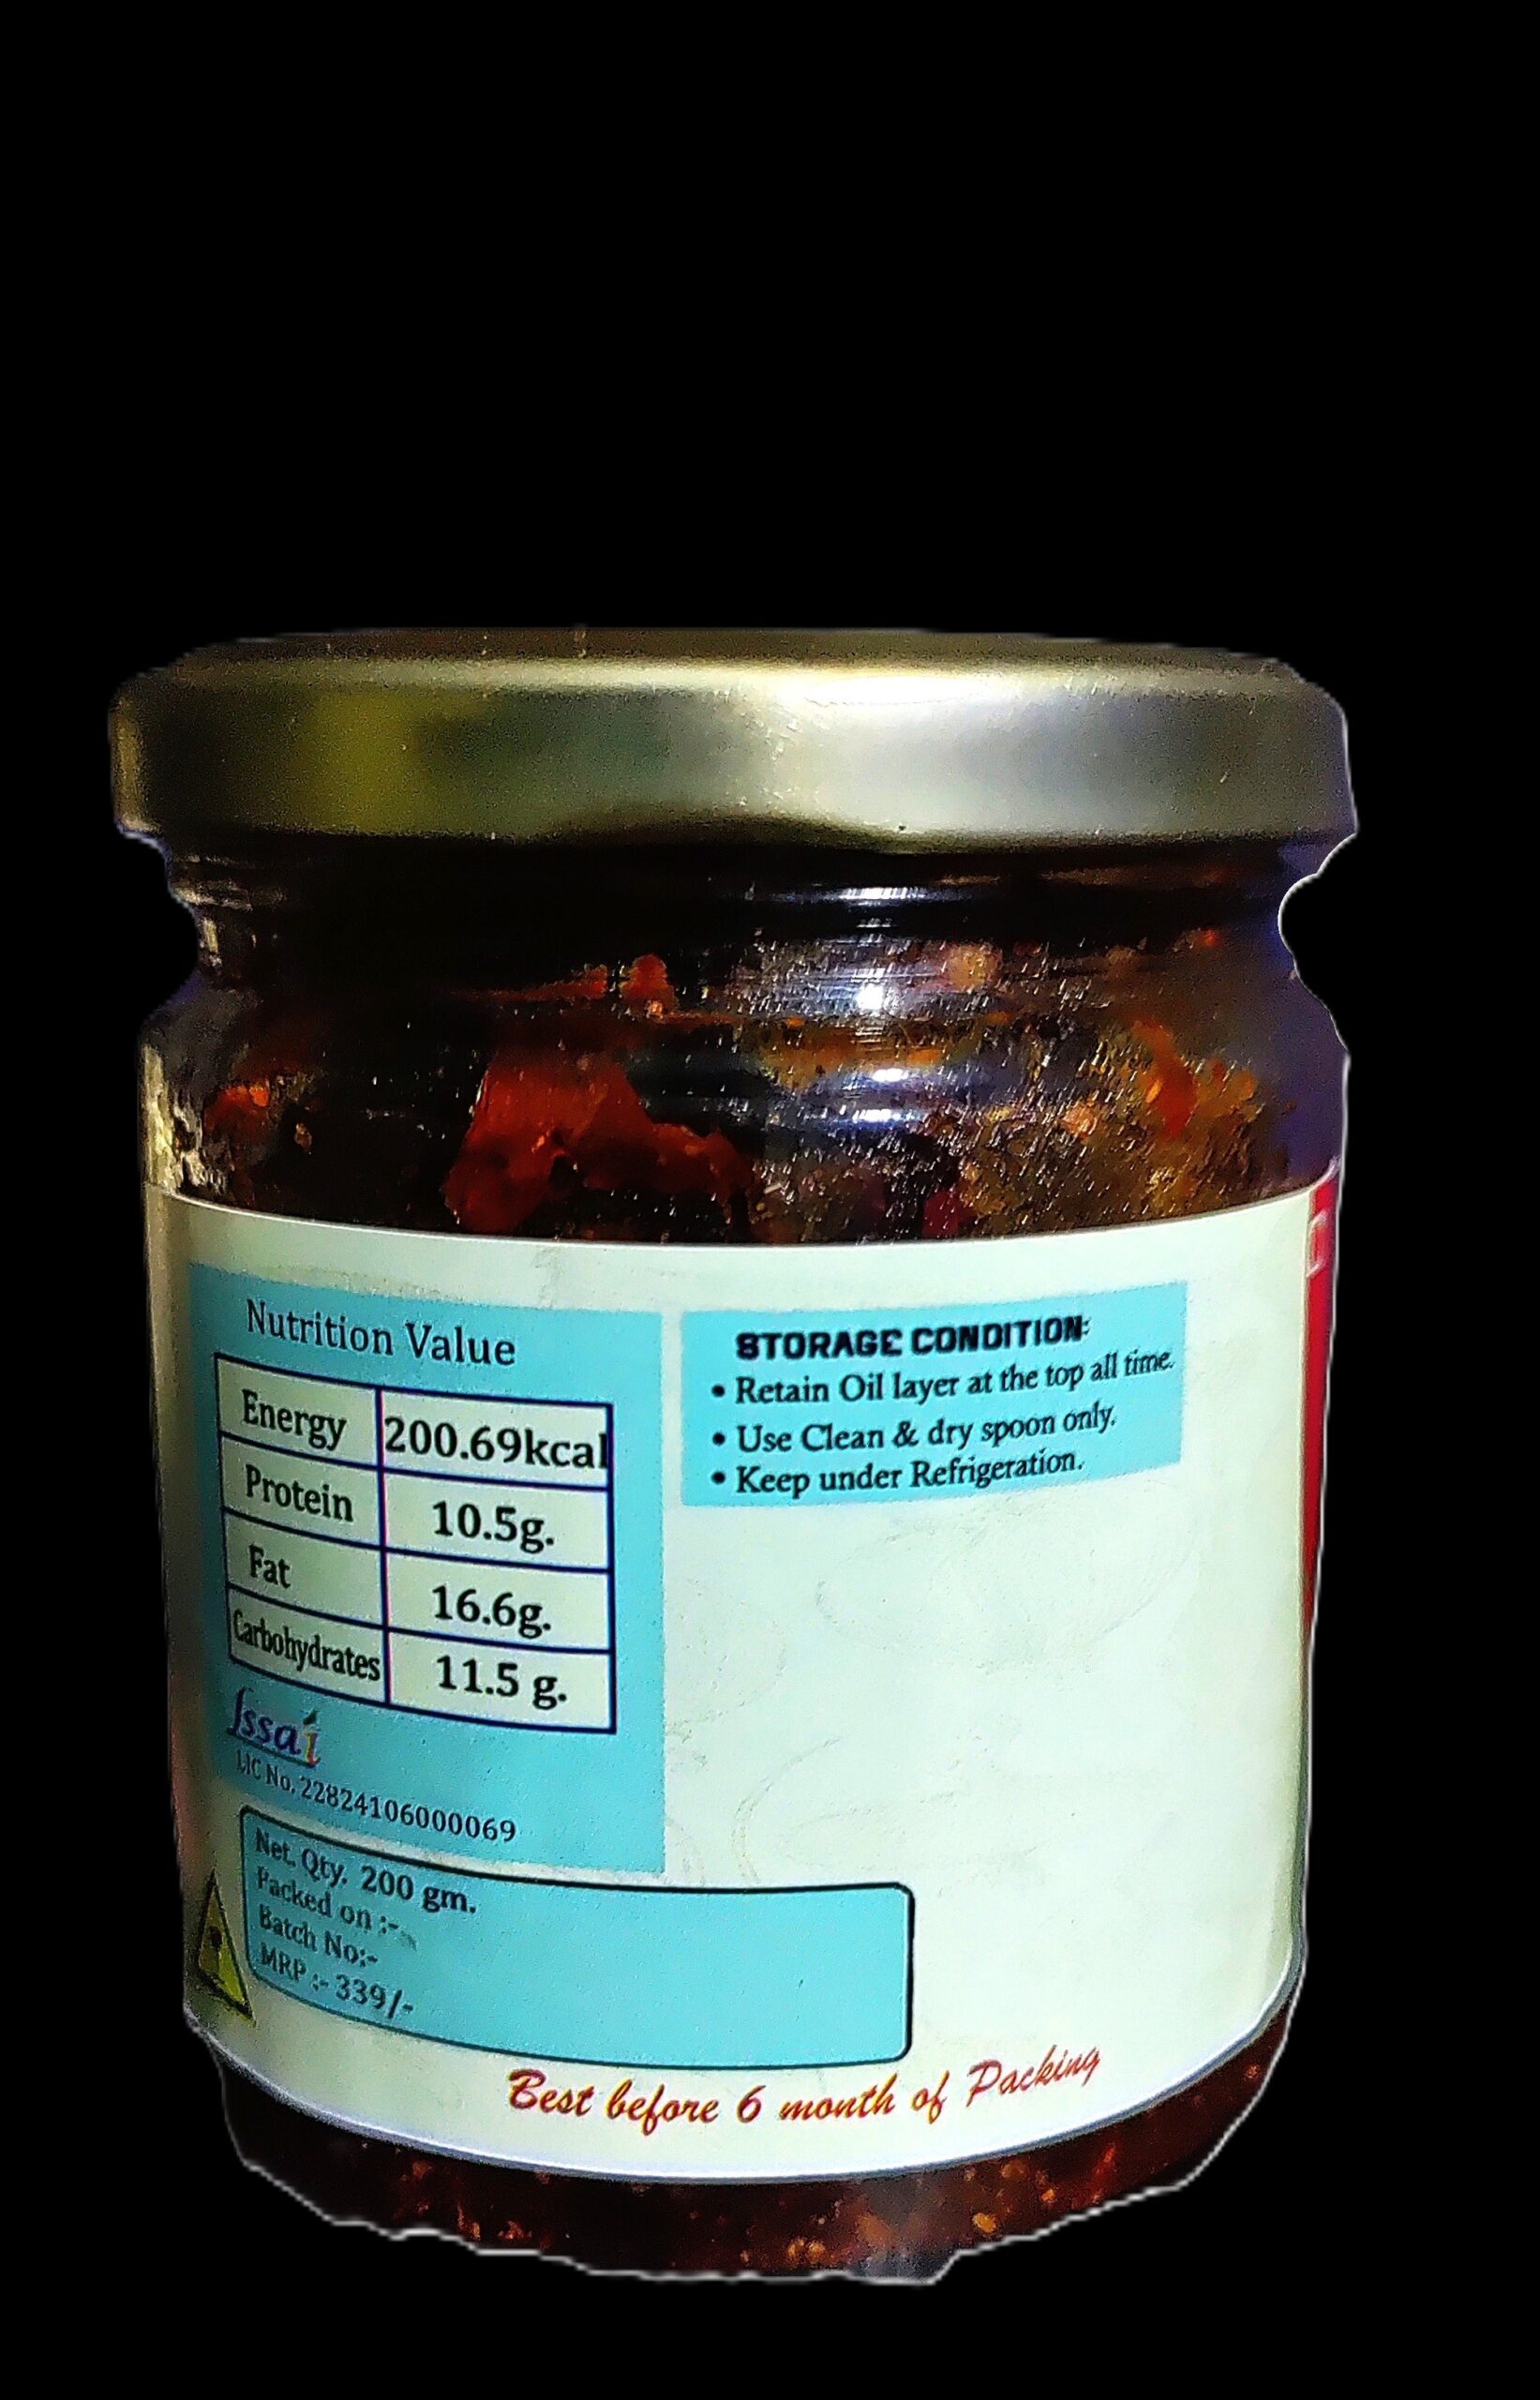 Nutrition Value
Energy 200.69kcal
Protein 10.5g.
Fat 16.6g.
Carbohydrates 11.5 g.
fssai
LIC No. 22824106000069
Net. Qty. 200 gm.
Packed on :-
Batch No:-
MRP :- 339/-
STORAGE CONDITION:
• Retain Oil layer at the top all time.
• Use Clean & dry spoon only.
• Keep under Refrigeration.
Best before 6 month of Packing